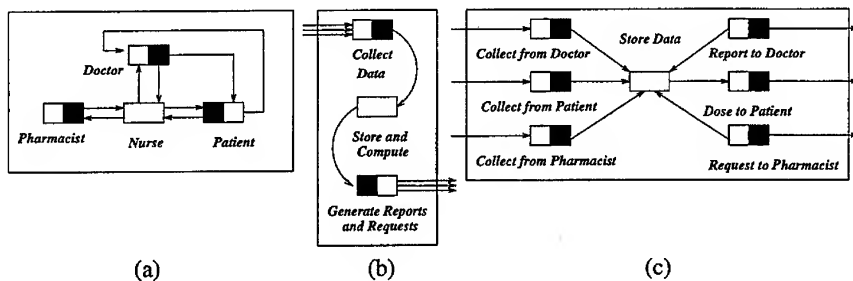 Doctor
Pharmacist
Nurse
Patient
(a)
Collect
Data
Store and
Compute
Generate Reports
and Requests
(b)
Collect from Doctor
Store Data
Report to Doctor
Collect from Patient
Dose to Patient
Collect from Pharmacist
Request to Pharmacist
(c)